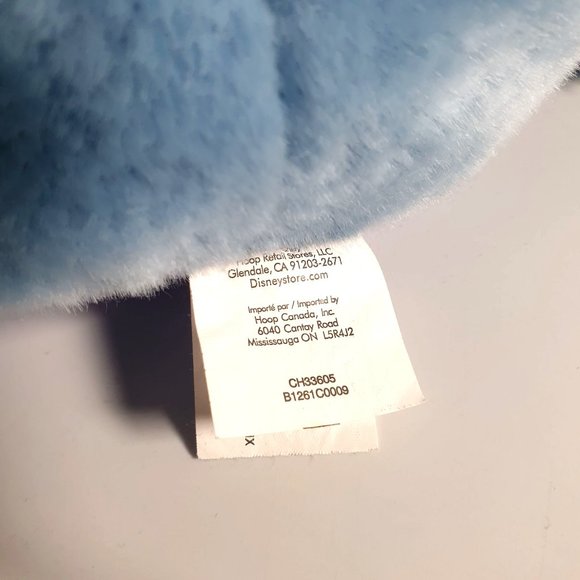 Hoop Retail Stores, LLC
Glendale, CA 91203-2671
Disneystore.com
Importé par / Imported by
Hoop Canada, Inc.
6040 Cantay Road
Mississauga ON L5R4J2
CH33605
B1261C0009